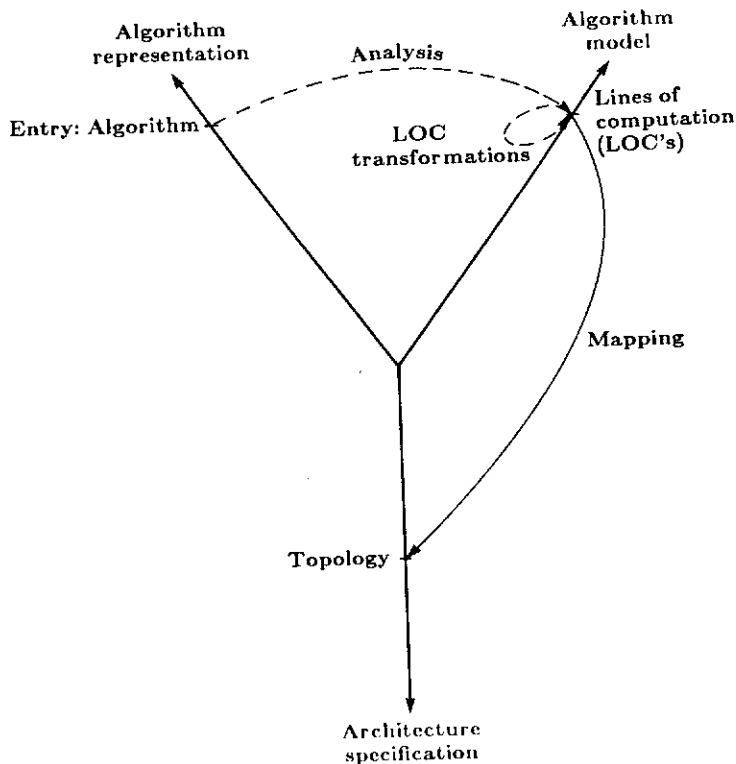 Algorithm
representation
Analysis
Algorithm
model
Entry: Algorithm
Lines of
computation
(LOC's)
LOC
transformations
Mapping
Topology
Architecture
specification